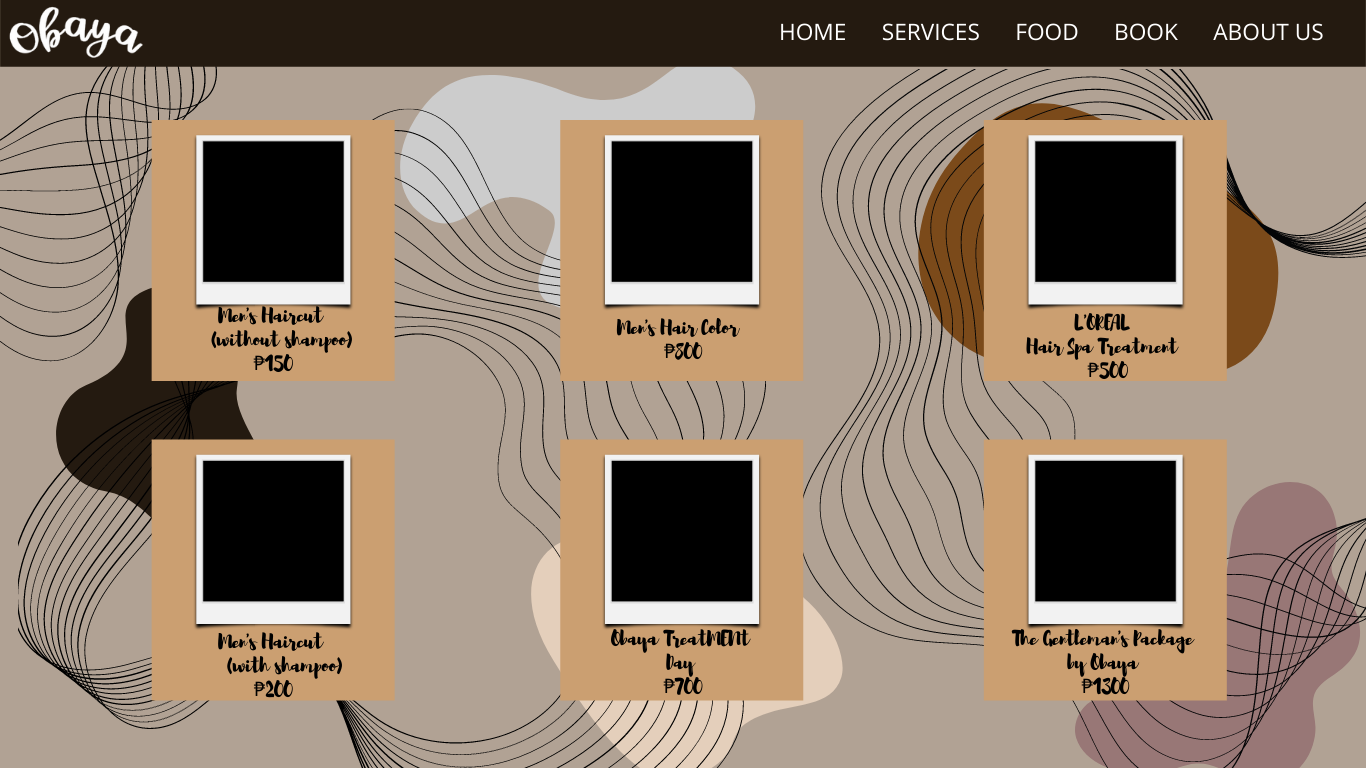 Obaya
HOME SERVICES FOOD BOOK ABOUT US
Men's Haircut
(without shampoo)
₱150
Men's Hair Color
₱800
L'OREAL
Hair Spa Treatment
₱500
Men's Haircut
(with shampoo)
₱200
Obaya TreatMENt
Day
₱700
The Gentleman's Package
by Obaya
₱1300